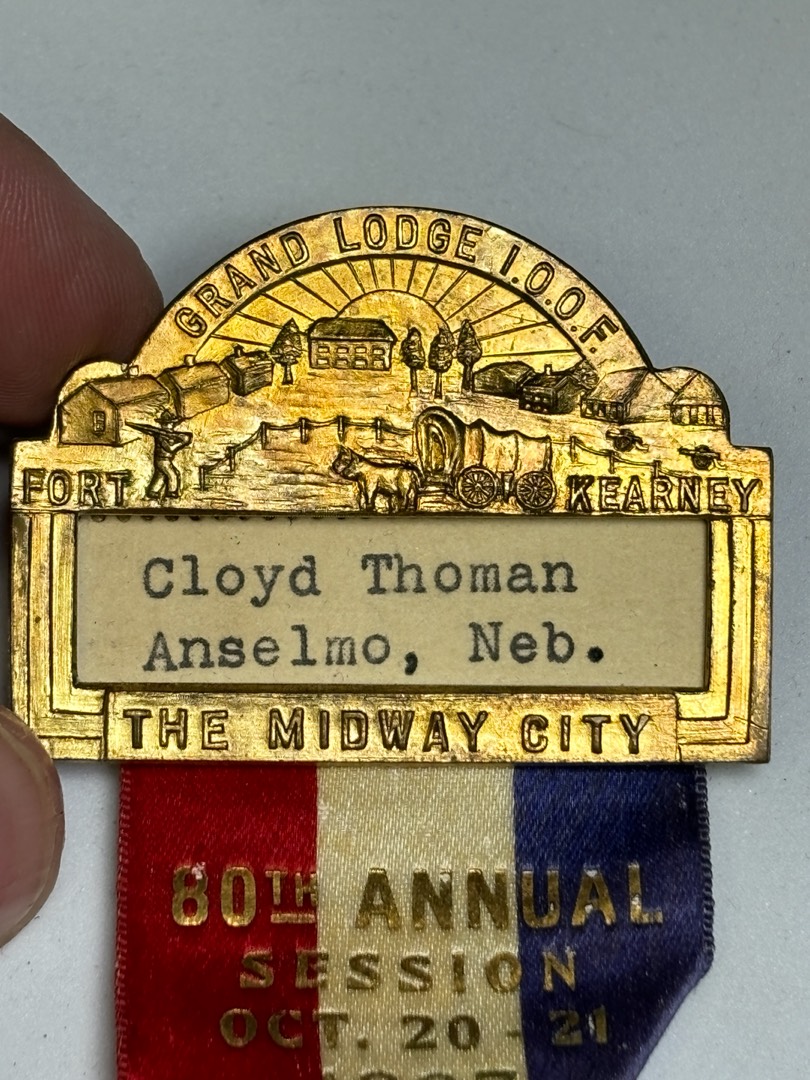 GRAND LODGE I.O.O.F.
FORT KEARNEY
Cloyd Thoman
Anselmo, Neb.
THE MIDWAY CITY
80TH ANNUAL
SESSION
OCT. 20-21